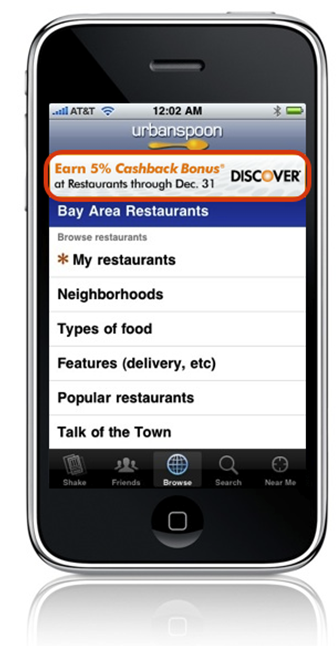 AT&T 12:02 AM
urbanspoon
Earn 5% Cashback Bonus®
at Restaurants through Dec. 31 DISCOVER®
Bay Area Restaurants
Browse restaurants
* My restaurants
Neighborhoods
Types of food
Features (delivery, etc)
Popular restaurants
Talk of the Town
Shake Friends Browse Search Near Me